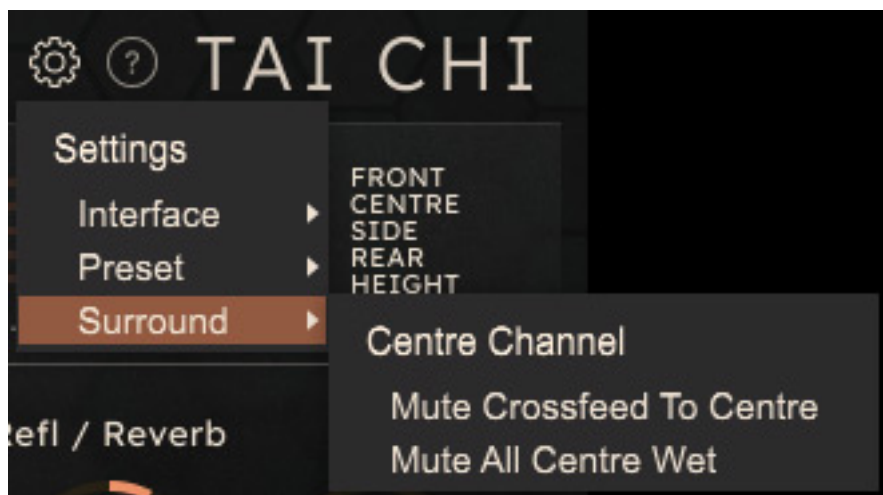 ? TAI CHI
Settings
Interface
Preset
Surround
FRONT
CENTRE
SIDE
REAR
HEIGHT
Centre Channel
Mute Crossfeed To Centre
Mute All Centre Wet
/ Reverb